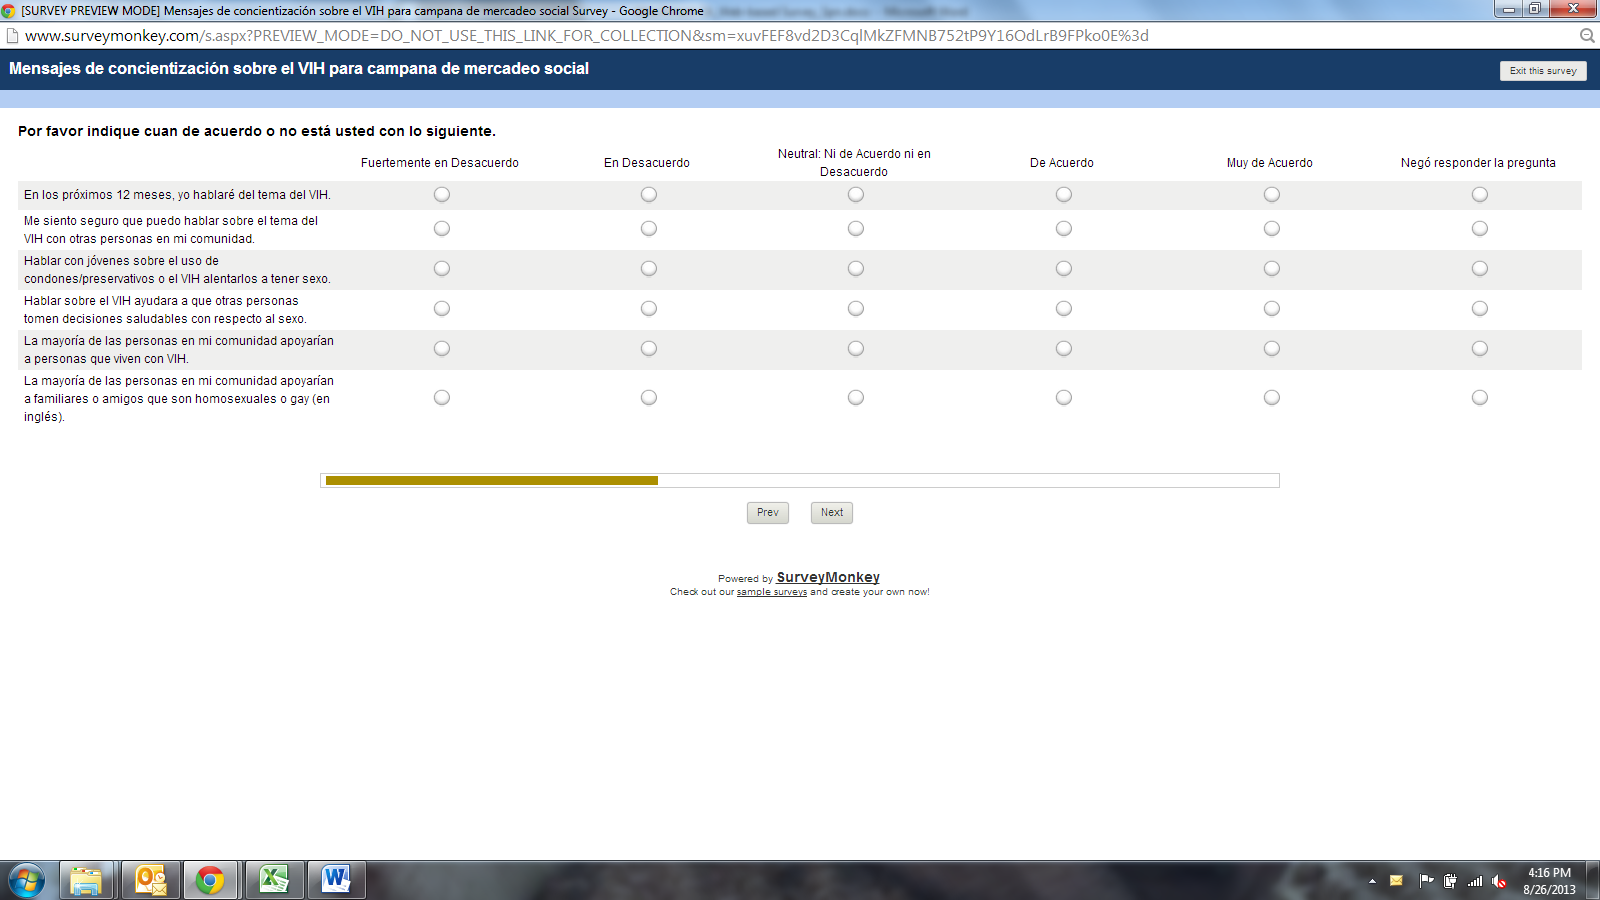 [SURVEY PREVIEW MODE] Mensajes de concientización sobre el VIH para campana de mercadeo social Survey - Google Chrome
www.surveymonkey.com/s.aspx?PREVIEW_MODE=DO_NOT_USE_THIS_LINK_FOR_COLLECTION&sm=xuvFEF8vd2D3CqlMkZFMNB752tP9Y16OdLrB9FPko0E%3d
Mensajes de concientización sobre el VIH para campana de mercadeo social
Exit this survey
Por favor indique cuan de acuerdo o no está usted con lo siguiente.
Fuertemente en Desacuerdo
En Desacuerdo
Neutral: Ni de Acuerdo ni en
Desacuerdo
De Acuerdo
Muy de Acuerdo
Negó responder la pregunta
En los próximos 12 meses, yo hablaré del tema del VIH.
Me siento seguro que puedo hablar sobre el tema del
VIH con otras personas en mi comunidad.
Hablar con jóvenes sobre el uso de
condones/preservativos o el VIH alentarlos a tener sexo.
Hablar sobre el VIH ayudara a que otras personas
tomen decisiones saludables con respecto al sexo.
La mayoría de las personas en mi comunidad apoyarían
a personas que viven con VIH.
La mayoría de las personas en mi comunidad apoyarían
a familiares o amigos que son homosexuales o gay (en
inglés).
Prev
Next
Powered by SurveyMonkey
Check out our sample surveys and create your own now!
4:16 PM
8/26/2013